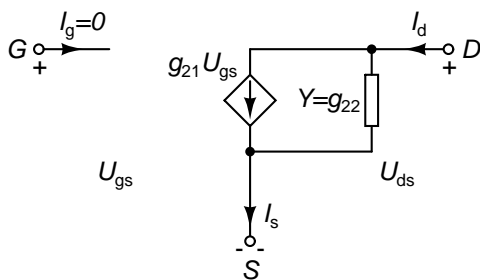 I_g=0
I_d
G
+
D
+
g_21 U_gs
Y=g_22
U_gs
U_ds
I_s
- -
S